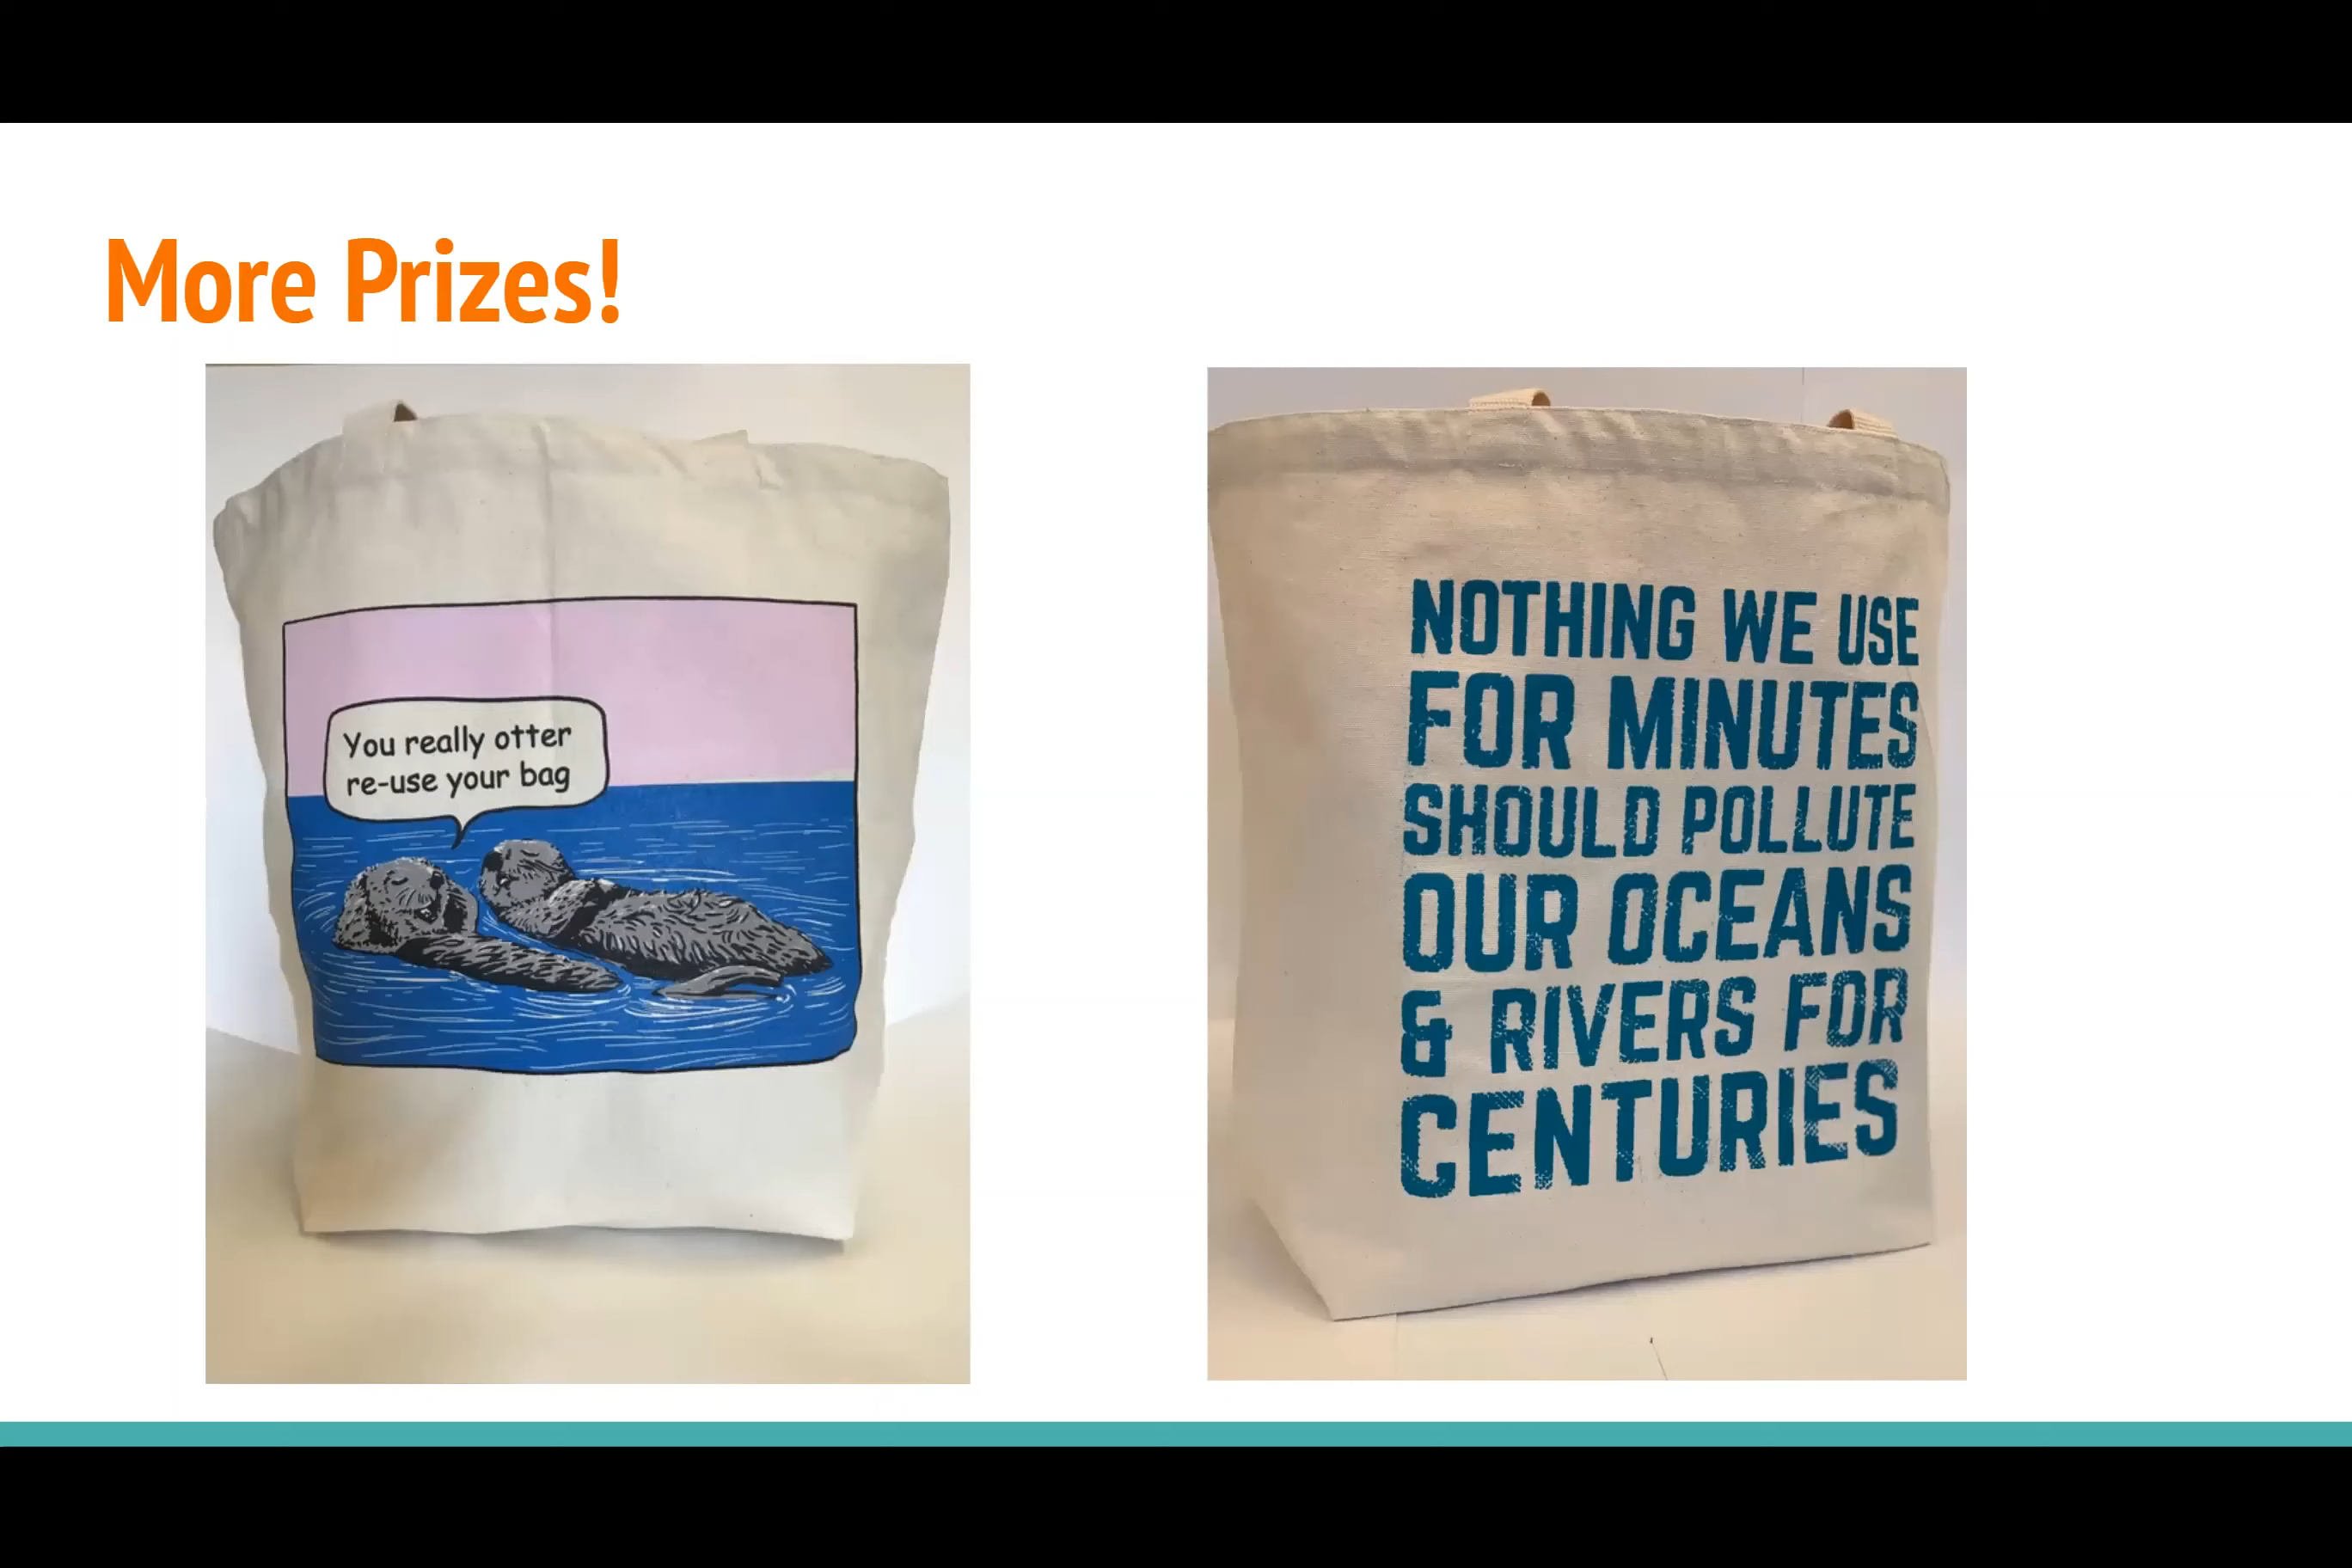 More Prizes!
You really otter
re-use your bag
NOTHING WE USE
FOR MINUTES
SHOULD POLLUTE
OUR OCEANS
& RIVERS FOR
CENTURIES